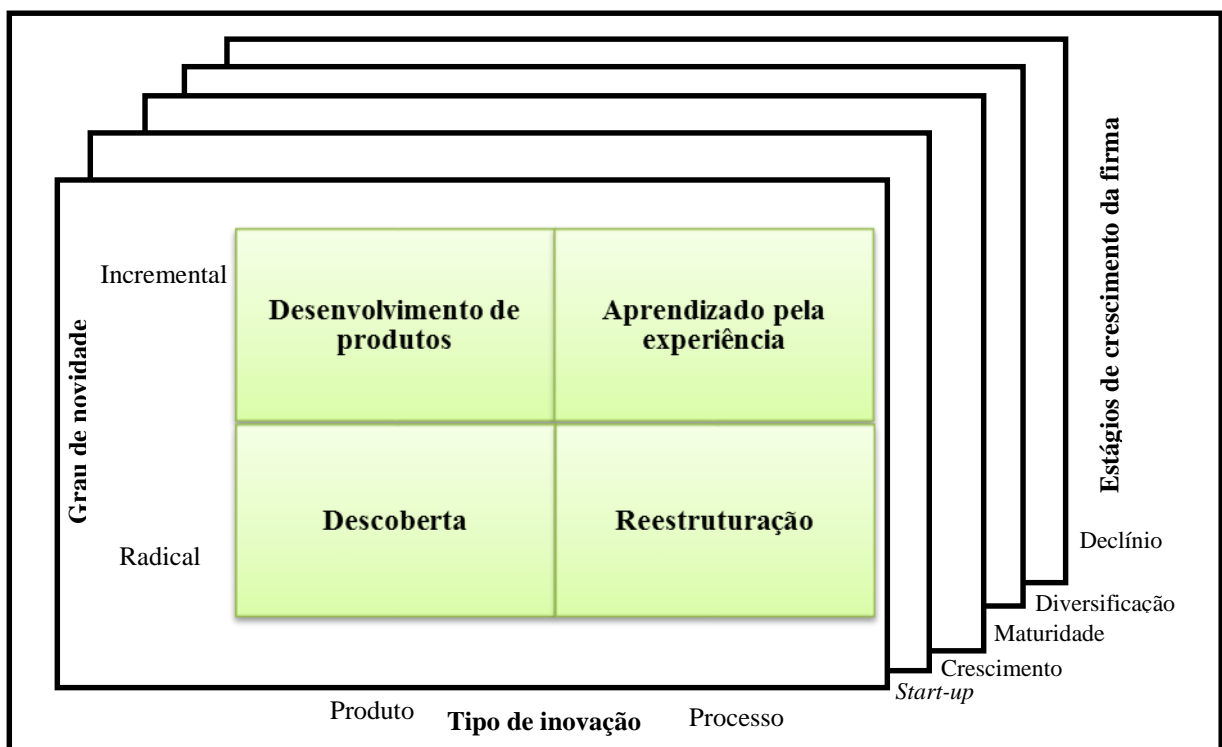 Grau de novidade
Incremental
Radical
Desenvolvimento de
produtos
Aprendizado pela
experiência
Descoberta
Reestruturação
Produto
Tipo de inovação
Processo
Estágios de crescimento da firma
Declínio
Diversificação
Maturidade
Crescimento
Start-up